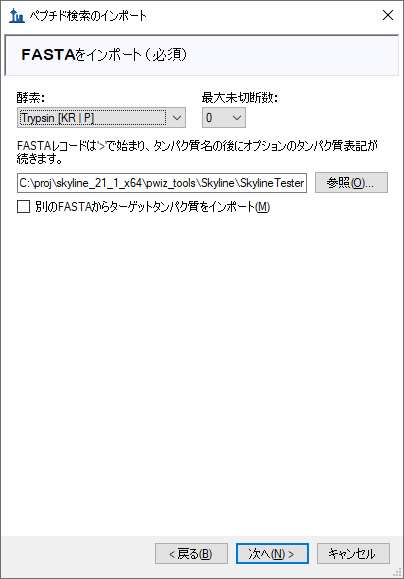 ペプチド検索のインポート
FASTAをインポート（必須）
酵素:
最大未切断数:
Trypsin [KR | P]
0
FASTAレコードは'>'で始まり、タンパク質名の後にオプションのタンパク質表記が
続きます。
C:\proj\skyline_21_1_x64\pwiz_tools\Skyline\SkylineTester
参照(O)...
別のFASTAからターゲットタンパク質をインポート(M)
< 戻る(B)
次へ(N) >
キャンセル